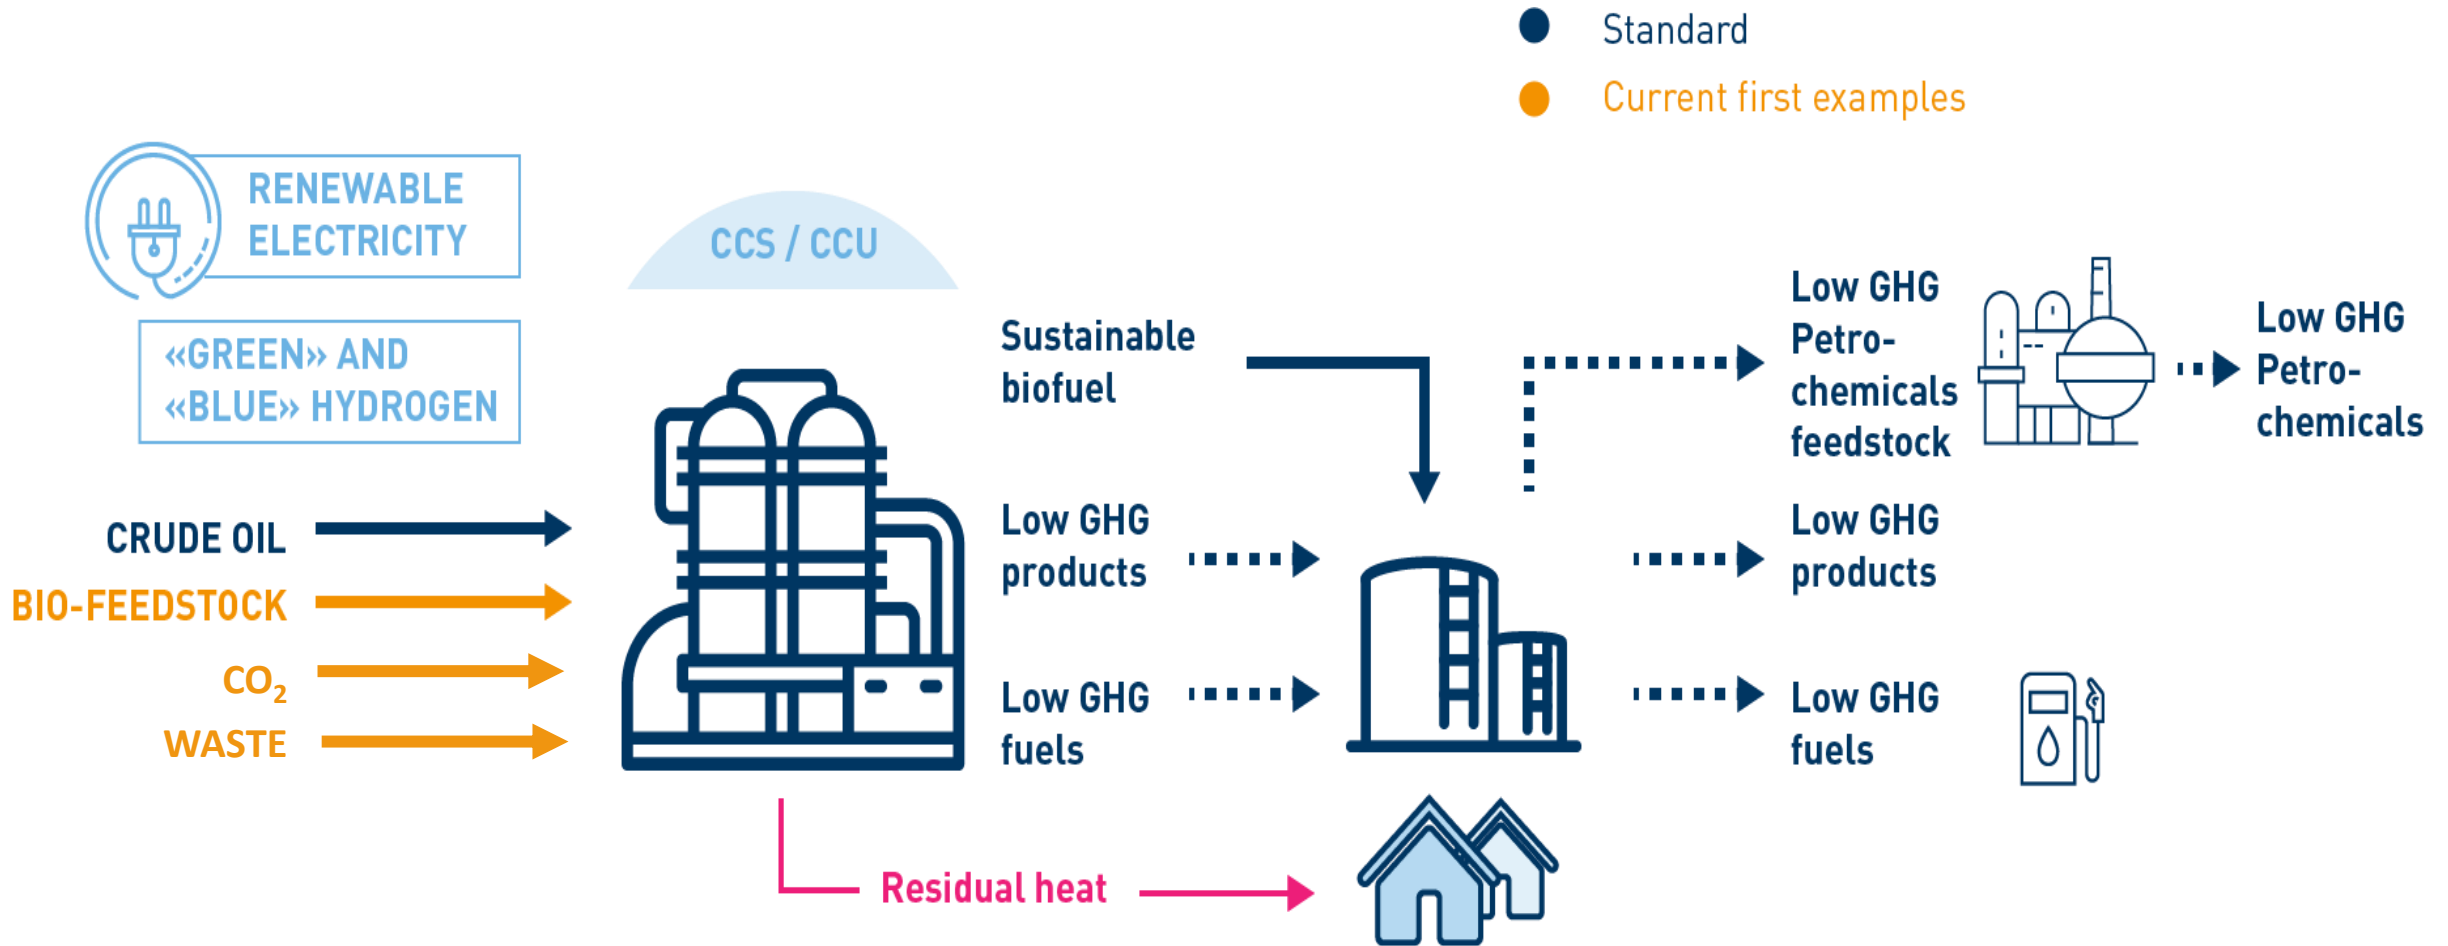 Standard
Current first examples
RENEWABLE
ELECTRICITY
«GREEN» AND
«BLUE» HYDROGEN
CCS / CCU
CRUDE OIL
BIO-FEEDSTOCK
CO₂
WASTE
Sustainable
biofuel
Low GHG
products
Low GHG
fuels
Residual heat
Low GHG
Petro-
chemicals
feedstock
Low GHG
products
Low GHG
fuels
Low GHG
Petro-
chemicals